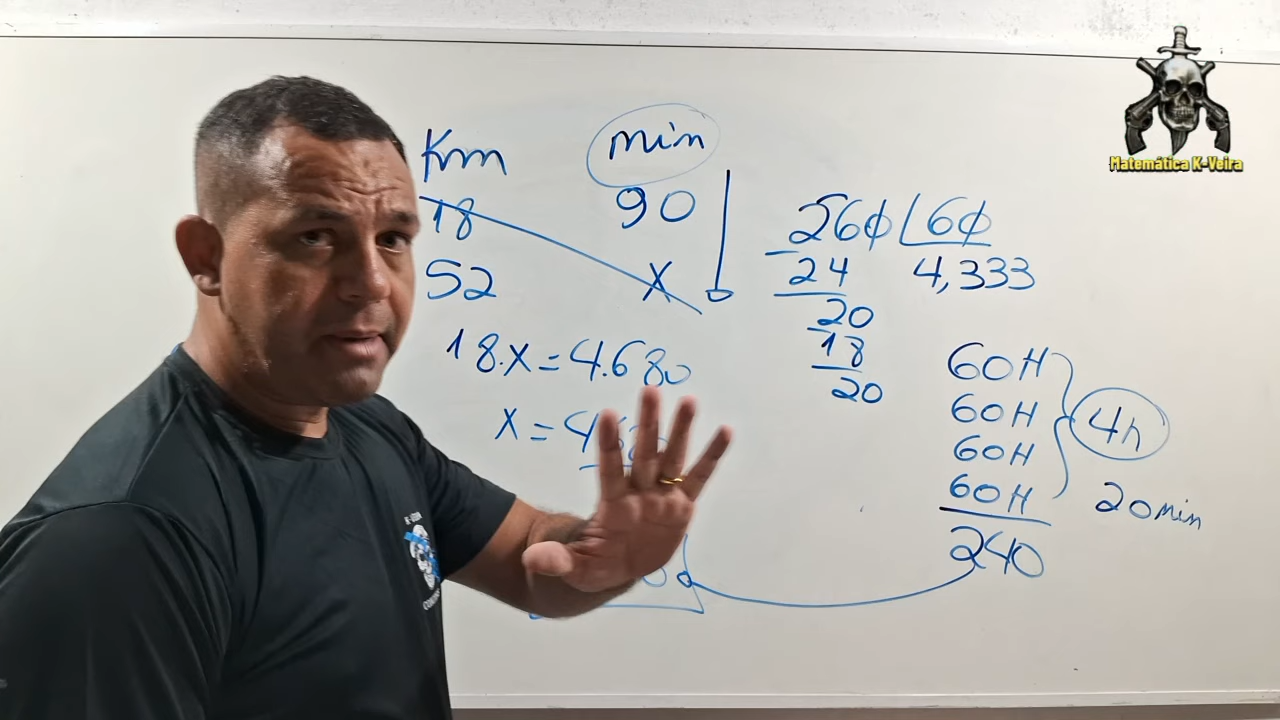 Matemática K-Veira
Km min
18 90
52 X
18.X=4.680
X=
260 60
24 4,333
20
18
20
60H
60H
60H
60H
240
4h
20min